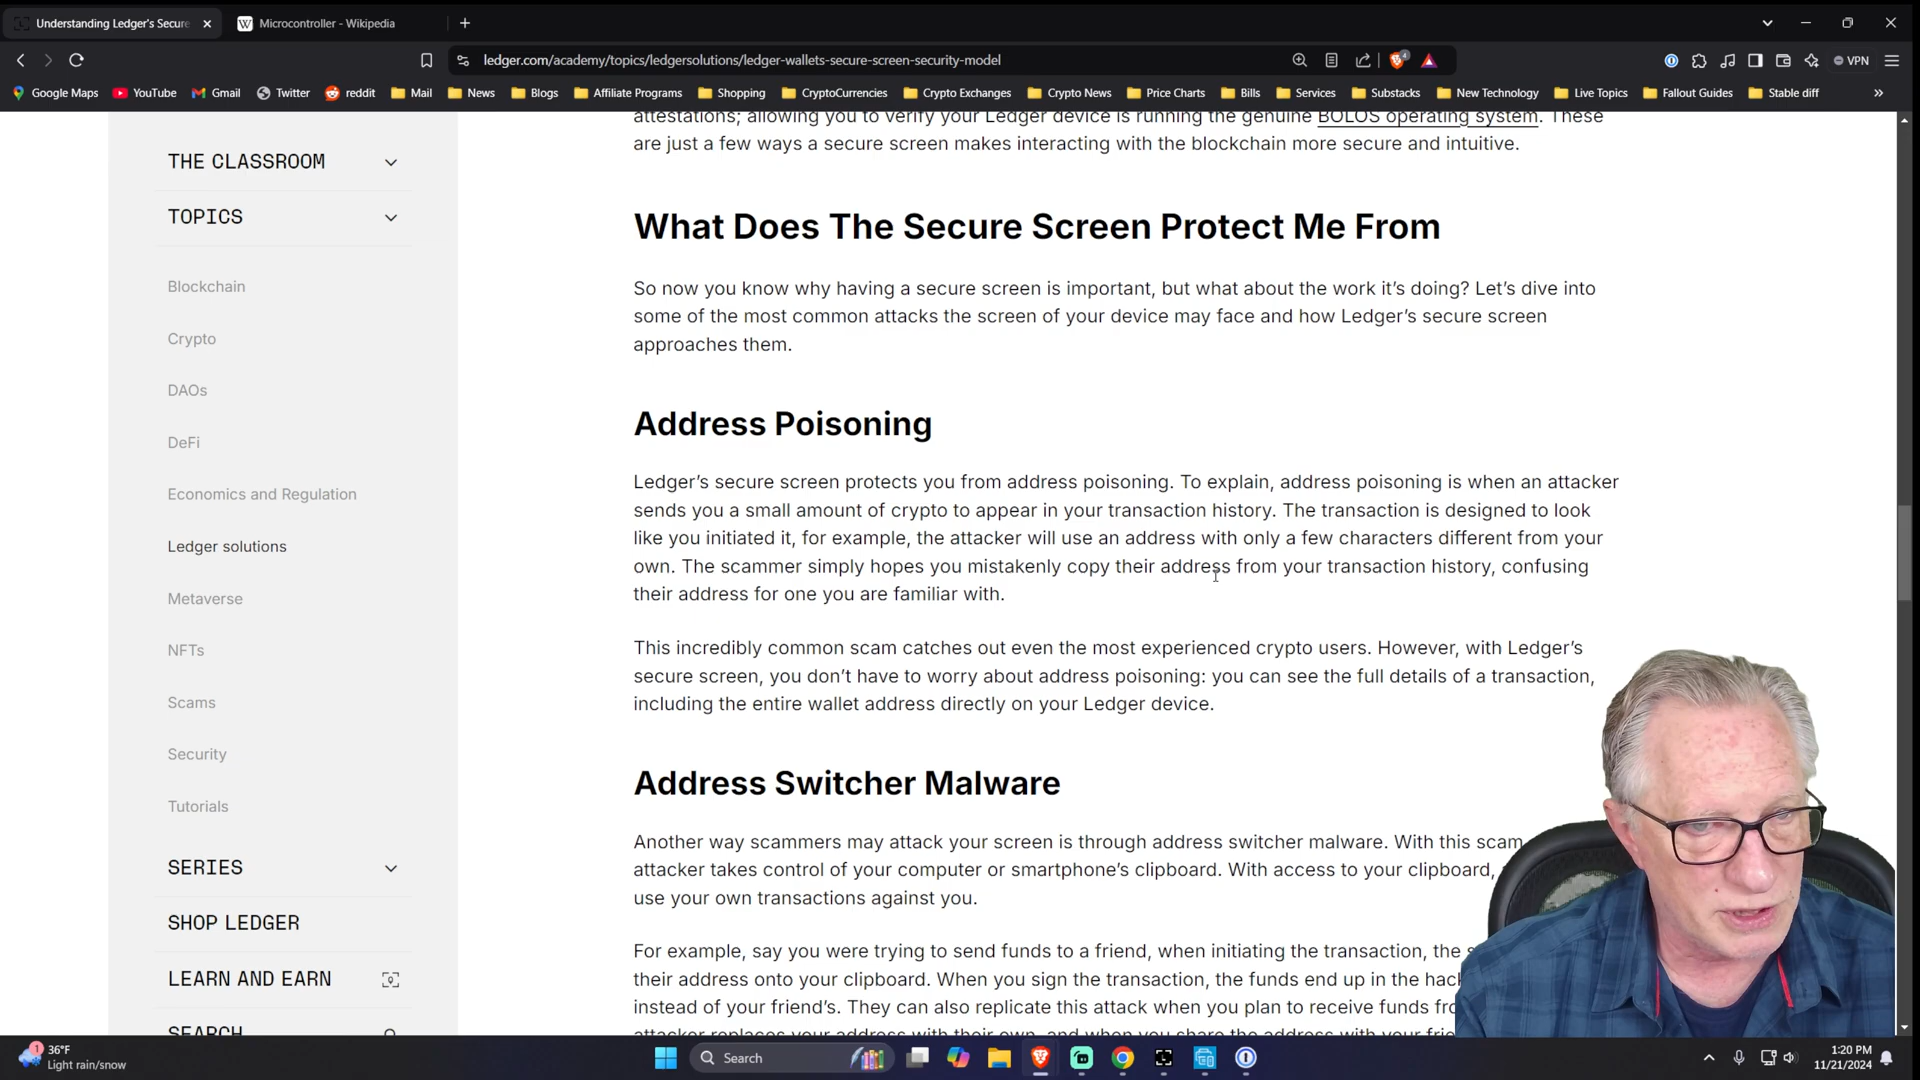 Understanding Ledger's Secure
Microcontroller - Wikipedia
ledger.com/academy/topics/ledgersolutions/ledger-wallets-secure-screen-security-model
4
VPN
Google Maps
YouTube
Gmail
Twitter
reddit
Mail
News
Blogs
Affiliate Programs
Shopping
CryptoCurrencies
Crypto Exchanges
Crypto News
Price Charts
Bills
Services
Substacks
New Technology
Live Topics
Fallout Guides
Stable diff
THE CLASSROOM
TOPICS
Blockchain
Crypto
DAOs
DeFi
Economics and Regulation
Ledger solutions
Metaverse
NFTs
Scams
Security
Tutorials
SERIES
SHOP LEDGER
LEARN AND EARN
SEARCH
attestations; allowing you to verify your Ledger device is running the genuine BOLOS operating system. These
are just a few ways a secure screen makes interacting with the blockchain more secure and intuitive.
What Does The Secure Screen Protect Me From
So now you know why having a secure screen is important, but what about the work it's doing? Let's dive into
some of the most common attacks the screen of your device may face and how Ledger's secure screen
approaches them.
Address Poisoning
Ledger's secure screen protects you from address poisoning. To explain, address poisoning is when an attacker
sends you a small amount of crypto to appear in your transaction history. The transaction is designed to look
like you initiated it, for example, the attacker will use an address with only a few characters different from your
own. The scammer simply hopes you mistakenly copy their address from your transaction history, confusing
their address for one you are familiar with.
This incredibly common scam catches out even the most experienced crypto users. However, with Ledger's
secure screen, you don't have to worry about address poisoning: you can see the full details of a transaction,
including the entire wallet address directly on your Ledger device.
Address Switcher Malware
Another way scammers may attack your screen is through address switcher malware. With this scam
attacker takes control of your computer or smartphone's clipboard. With access to your clipboard,
use your own transactions against you.
For example, say you were trying to send funds to a friend, when initiating the transaction, the
their address onto your clipboard. When you sign the transaction, the funds end up in the
instead of your friend's. They can also replicate this attack when you plan to receive funds
attacker replaces your address with their own, and when you share the address with your
1
36°F
Light rain/snow
Search
1:20 PM
11/21/2024